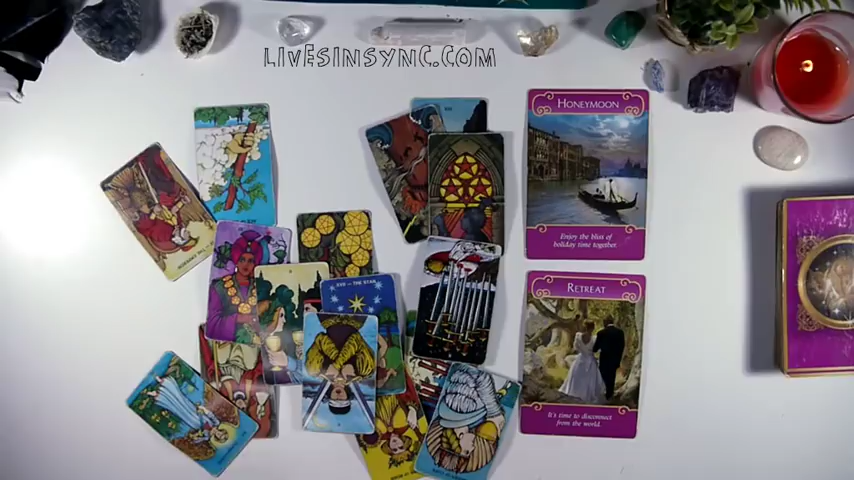 LiVESiNSYNC.COM
HONEYMOON
Enjoy the bliss of
holiday time together.
XVII — THE STAR
RETREAT
It's time to disconnect
from the world.